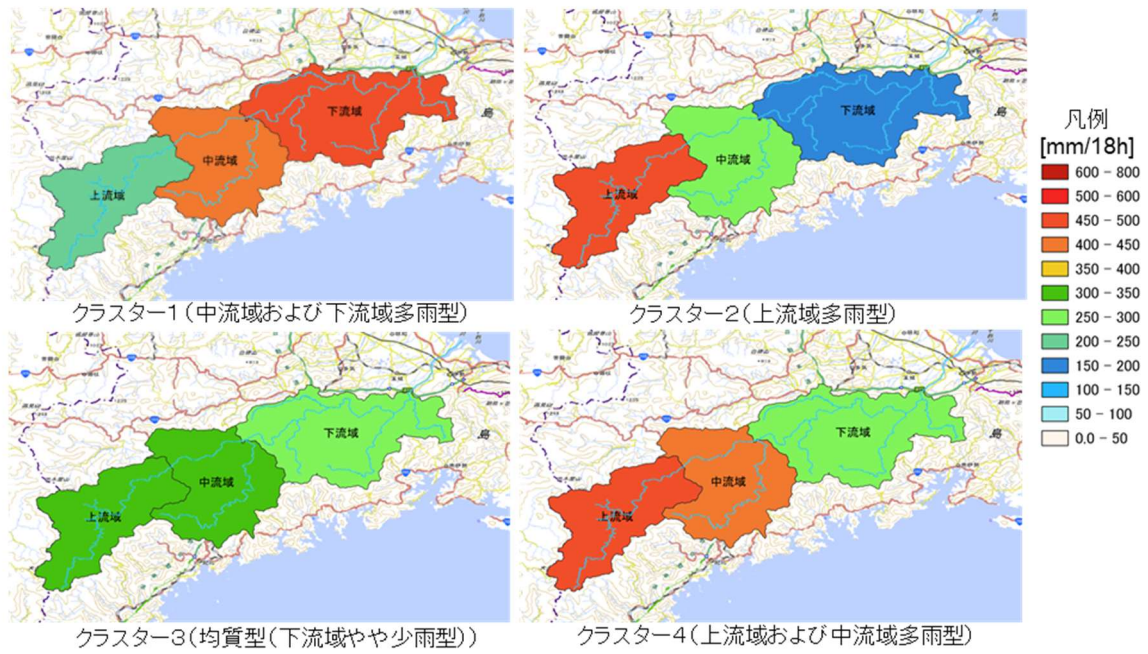 下流域
中流域
上流域
島
クラスター1(中流域および下流域多雨型)
下流域
中流域
上流域
島
クラスター2(上流域多雨型)
下流域
中流域
上流域
島
クラスター3(均質型(下流域やや少雨型))
下流域
中流域
上流域
島
クラスター4(上流域および中流域多雨型)
凡例
[mm/18h]
600 - 800
500 - 600
450 - 500
400 - 450
350 - 400
300 - 350
250 - 300
200 - 250
150 - 200
100 - 150
50 - 100
0.0 - 50